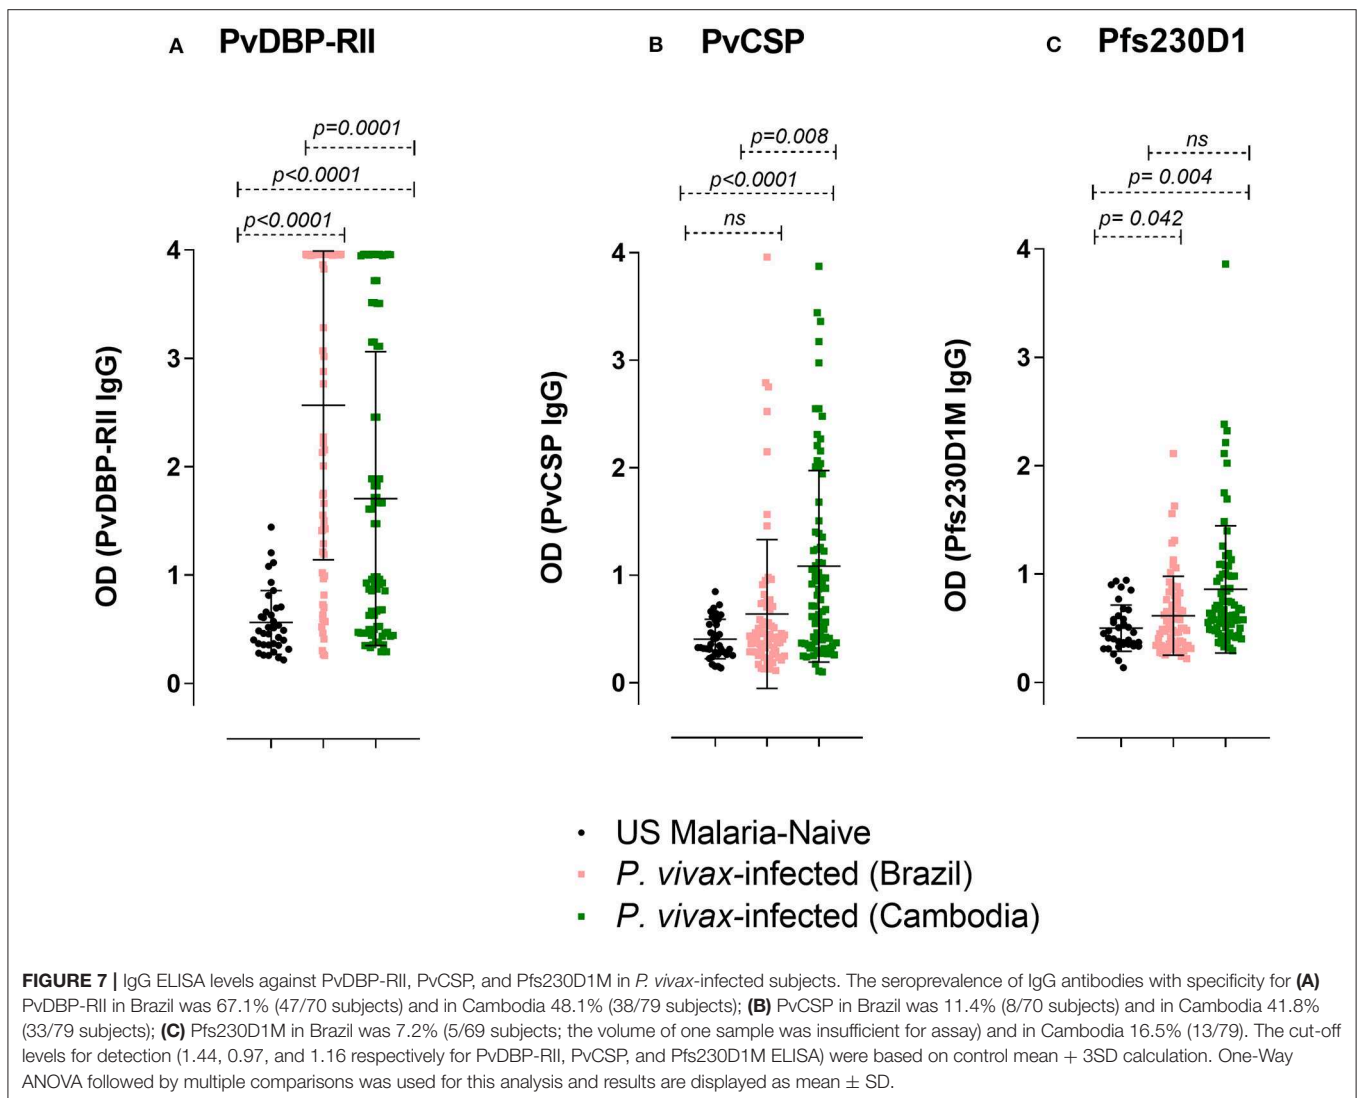 A PvDBP-RII
B PvCSP
C Pfs230D1
p=0.0001
p<0.0001
p<0.0001
p=0.008
p<0.0001
ns
ns
p= 0.004
p= 0.042
OD (PvDBP-RII IgG)
4
3
2
1
0
OD (PvCSP IgG)
4
3
2
1
0
OD (Pfs230D1M IgG)
4
3
2
1
0
US Malaria-Naive
P. vivax-infected (Brazil)
P. vivax-infected (Cambodia)
FIGURE 7 | IgG ELISA levels against PvDBP-RII, PvCSP, and Pfs230D1M in P. vivax-infected subjects. The seroprevalence of IgG antibodies with specificity for (A)
PvDBP-RII in Brazil was 67.1% (47/70 subjects) and in Cambodia 48.1% (38/79 subjects); (B) PvCSP in Brazil was 11.4% (8/70 subjects) and in Cambodia 41.8%
(33/79 subjects); (C) Pfs230D1M in Brazil was 7.2% (5/69 subjects; the volume of one sample was insufficient for assay) and in Cambodia 16.5% (13/79). The cut-off
levels for detection (1.44, 0.97, and 1.16 respectively for PvDBP-RII, PvCSP, and Pfs230D1M ELISA) were based on control mean + 3SD calculation. One-Way
ANOVA followed by multiple comparisons was used for this analysis and results are displayed as mean ± SD.